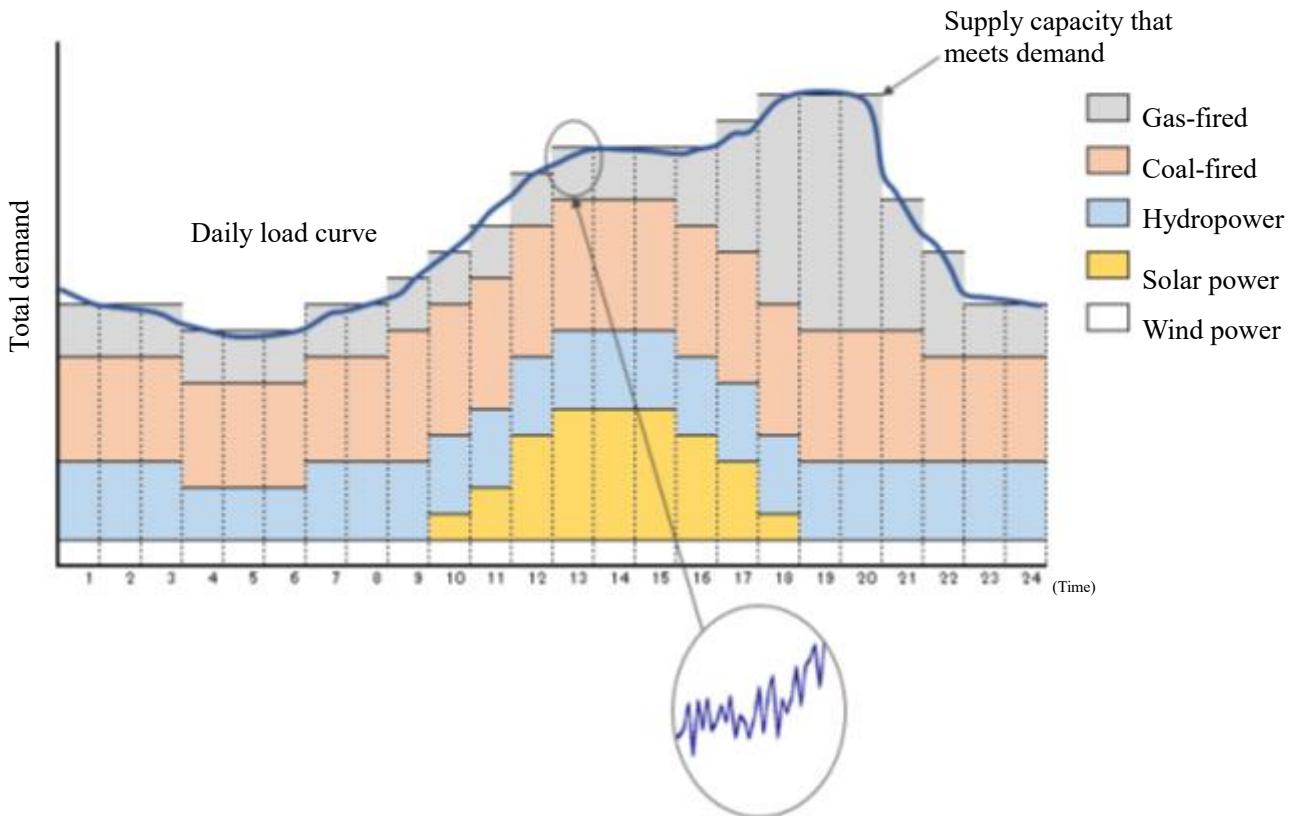 Supply capacity that
meets demand
Gas-fired
Coal-fired
Hydropower
Solar power
Wind power
Daily load curve
Total demand
1 2 3 4 5 6 7 8 9 10 11 12 13 14 15 16 17 18 19 20 21 22 23 24
(Time)